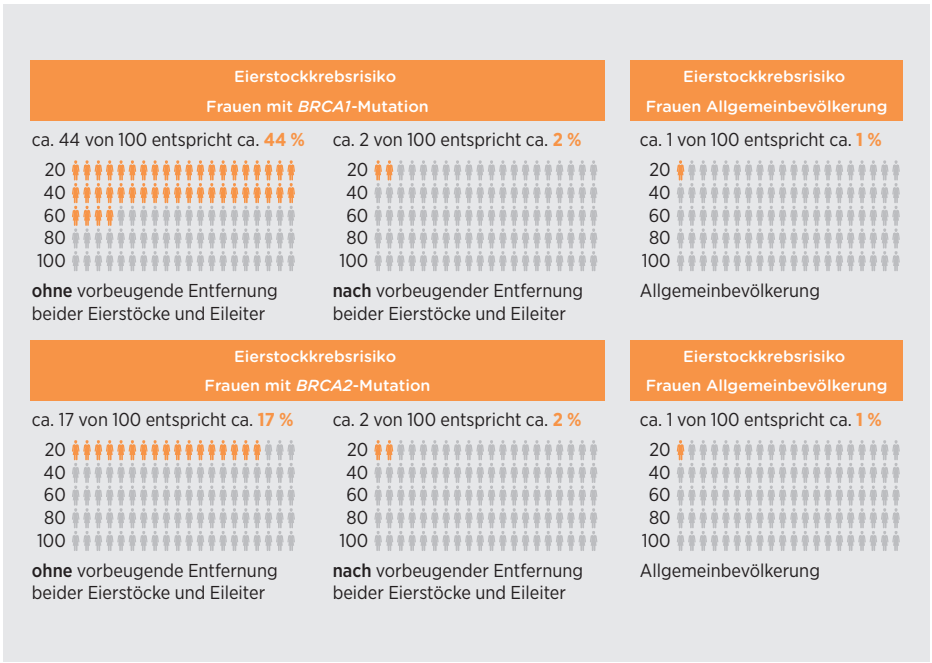 Eierstockkrebsrisiko
Frauen mit BRCA1-Mutation
ca. 44 von 100 entspricht ca. 44 %
20
40
60
80
100
ohne vorbeugende Entfernung
beider Eierstöcke und Eileiter
ca. 2 von 100 entspricht ca. 2 %
20
40
60
80
100
nach vorbeugender Entfernung
beider Eierstöcke und Eileiter
Eierstockkrebsrisiko
Frauen Allgemeinbevölkerung
ca. 1 von 100 entspricht ca. 1 %
20
40
60
80
100
Allgemeinbevölkerung
Eierstockkrebsrisiko
Frauen mit BRCA2-Mutation
ca. 17 von 100 entspricht ca. 17 %
20
40
60
80
100
ohne vorbeugende Entfernung
beider Eierstöcke und Eileiter
ca. 2 von 100 entspricht ca. 2 %
20
40
60
80
100
nach vorbeugender Entfernung
beider Eierstöcke und Eileiter
Eierstockkrebsrisiko
Frauen Allgemeinbevölkerung
ca. 1 von 100 entspricht ca. 1 %
20
40
60
80
100
Allgemeinbevölkerung